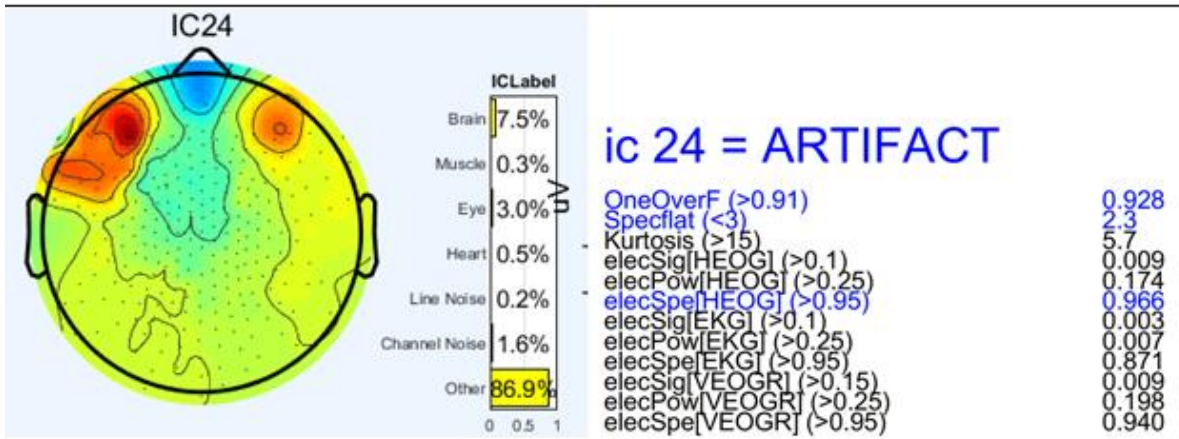 IC24
ICLabel
Brain 7.5%
Muscle 0.3%
Eye 3.0%
Heart 0.5%
Line Noise 0.2%
Channel Noise 1.6%
Other 86.9%
0 0.5 1
uV
ic 24 = ARTIFACT
OneOverF (>0.91) 0.928
Specflat (<3) 2.3
Kurtosis (>15) 5.7
elecSig[HEOG] (>0.1) 0.009
elecPow[HEOG] (>0.25) 0.174
elecSpe[HEOG] (>0.95) 0.966
elecSig[EKG] (>0.1) 0.003
elecPow[EKG] (>0.25) 0.007
elecSpe[EKG] (>0.95) 0.871
elecSig[VEOGR] (>0.15) 0.009
elecPow[VEOGR] (>0.25) 0.198
elecSpe[VEOGR] (>0.95) 0.940